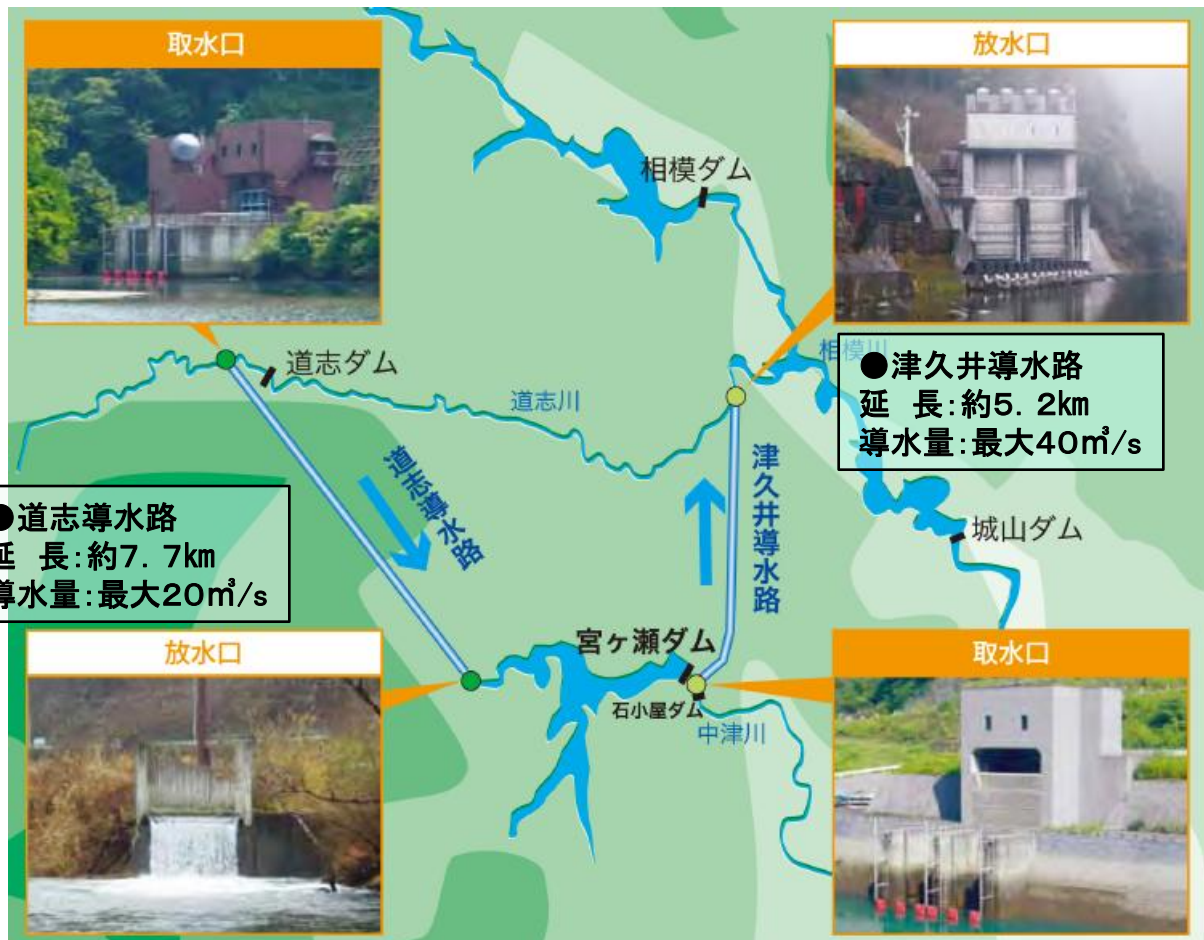 取水口
放水口
相模ダム
相模川
道志ダム
道志川
●津久井導水路
延 長:約5.2㎞
導水量:最大40㎥/s
道志導水路
津久井導水路
●道志導水路
延 長:約7.7㎞
導水量:最大20㎥/s
城山ダム
宮ヶ瀬ダム
放水口
取水口
石小屋ダム
中津川